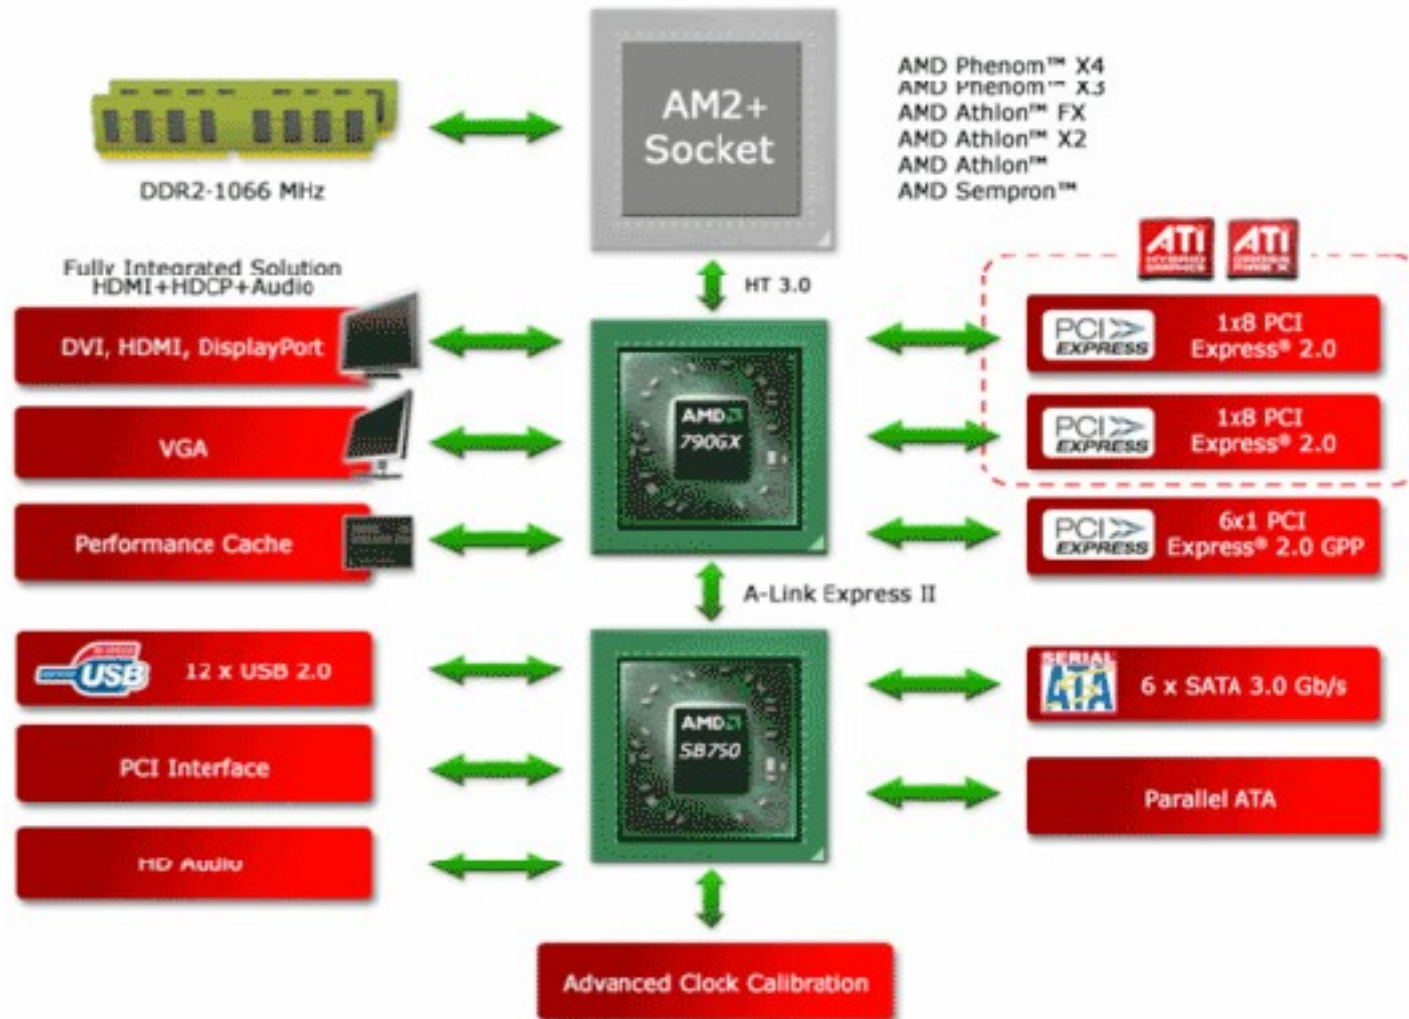 AM2+
Socket
DDR2-1066 MHz
AMD Phenom™ X4
AMD Phenom™ X3
AMD Athlon™ FX
AMD Athlon™ X2
AMD Athlon™
AMD Sempron™
HT 3.0
Fully Integrated Solution
HDMI+HDCP+Audio
DVI, HDMI, DisplayPort
VGA
Performance Cache
AMD
790GX
ATI
HYBRID
GRAPHICS
ATI
CROSS
FIRE X
PCI
EXPRESS
1x8 PCI
Express® 2.0
PCI
EXPRESS
1x8 PCI
Express® 2.0
PCI
EXPRESS
6x1 PCI
Express® 2.0 GPP
A-Link Express II
USB
12 x USB 2.0
PCI Interface
HD Audio
AMD
SB750
SERIAL
ATA
6 x SATA 3.0 Gb/s
Parallel ATA
Advanced Clock Calibration